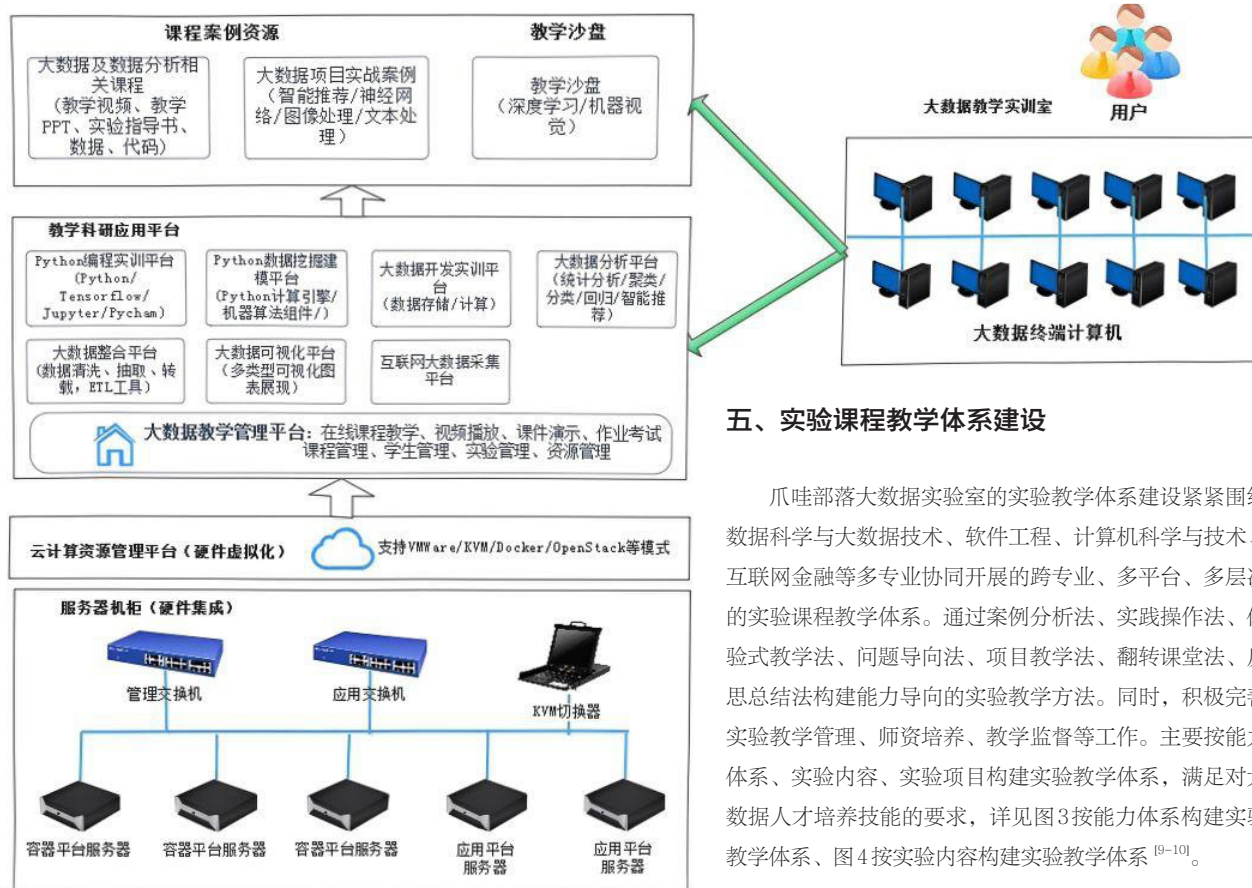 课程案例资源
教学沙盘
大数据及数据分析相
关课程
(教学视频、教学
PPT、实验指导书、
数据、代码)
大数据项目实战案例
(智能推荐/神经网
络/图像处理/文本处
理)
教学沙盘
(深度学习/机器视
觉)
教学科研应用平台
Python编程实训平台
(Python/
Tensorflow/
Jupyter/Pycham)
Python数据挖掘建
模平台
(Python计算引擎/
机器算法组件/)
大数据开发实训平
台
(数据存储/计算)
大数据分析平台
(统计分析/聚类/
分类/回归/智能推
荐)
大数据整合平台
(数据清洗、抽取、转
载，ETL工具)
大数据可视化平台
(多类型可视化图
表展现)
互联网大数据采集
平台
大数据教学管理平台：在线课程教学、视频播放、课件演示、作业考试
课程管理、学生管理、实验管理、资源管理
云计算资源管理平台（硬件虚拟化）
支持VMWare/KVM/Docker/OpenStack等模式
服务器机柜（硬件集成）
管理交换机
应用交换机
KVM切换器
容器平台服务器
容器平台服务器
容器平台服务器
应用平台
服务器
应用平台
服务器
用户
大数据教学实训室
大数据终端计算机
五、实验课程教学体系建设
爪哇部落大数据实验室的实验教学体系建设紧紧围
数据科学与大数据技术、软件工程、计算机科学与技术、
互联网金融等多专业协同开展的跨专业、多平台、多层
的实验课程教学体系。通过案例分析法、实践操作法、
验式教学法、问题导向法、项目教学法、翻转课堂法、
思总结法构建能力导向的实验教学方法。同时，积极完
实验教学管理、师资培养、教学监督等工作。主要按能
体系、实验内容、实验项目构建实验教学体系，满足对
数据人才培养技能的要求，详见图3按能力体系构建实
教学体系、图4按实验内容构建实验教学体系 [9-10]。